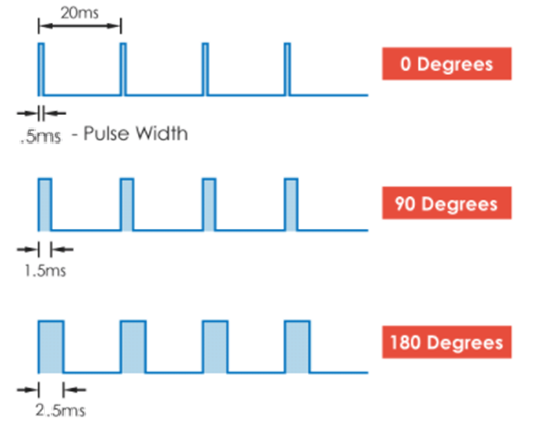 20ms
0 Degrees
.5ms - Pulse Width
90 Degrees
1.5ms
180 Degrees
2.5ms